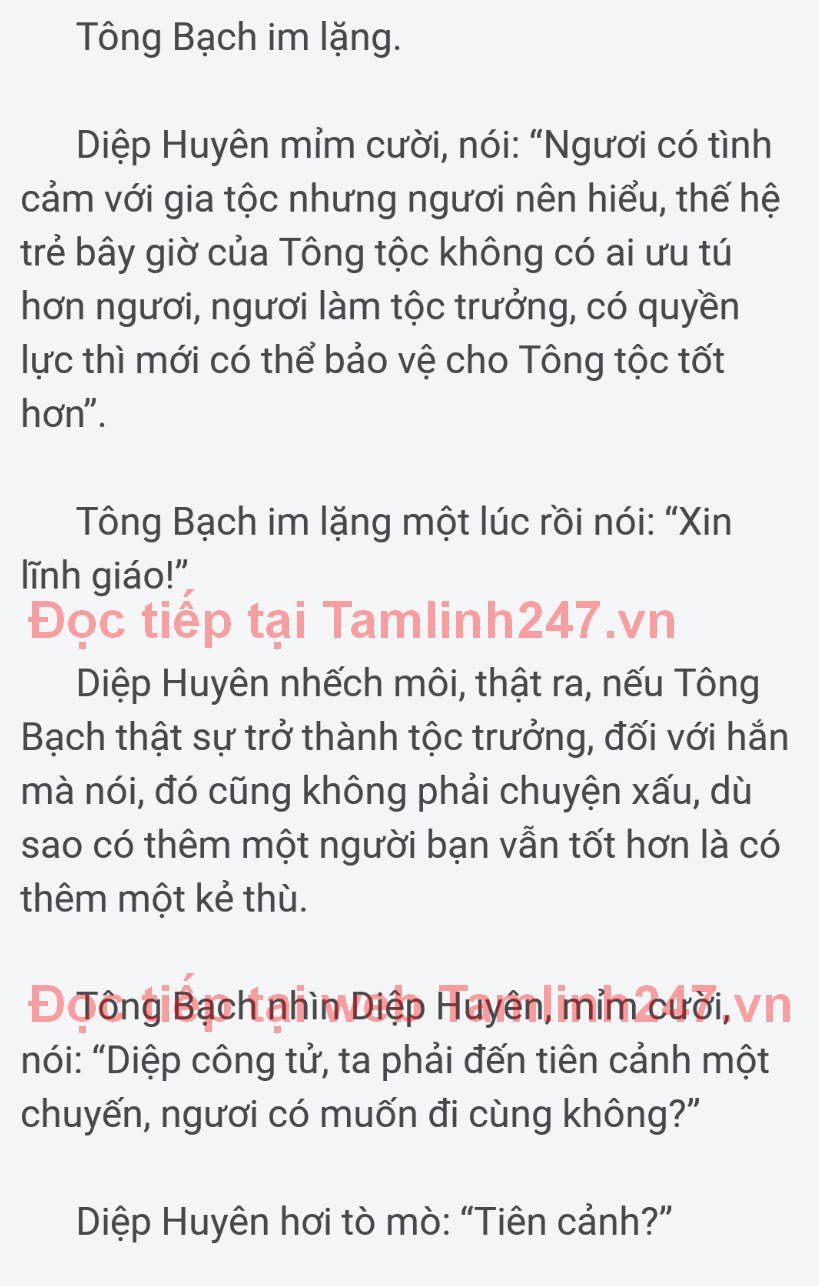 Tông Bạch im lặng.
Diệp Huyên mỉm cười, nói: “Ngươi có tình
cảm với gia tộc nhưng ngươi nên hiểu, thế hệ
trẻ bây giờ của Tông tộc không có ai ưu tú
hơn ngươi, ngươi làm tộc trưởng, có quyền
lực thì mới có thể bảo vệ cho Tông tộc tốt
hơn”.
Tông Bạch im lặng một lúc rồi nói: “Xin
lĩnh giáo!”
Đọc tiếp tại Tamlinh247.vn
Diệp Huyên nhếch môi, thật ra, nếu Tông
Bạch thật sự trở thành tộc trưởng, đối với hắn
mà nói, đó cũng không phải chuyện xấu, dù
sao có thêm một người bạn vẫn tốt hơn là có
thêm một kẻ thù.
Đọc tiếp tại web Tamlinh247.vn
Tông Bạch nhìn Diệp Huyên, mỉm cười,
nói: “Diệp công tử, ta phải đến tiên cảnh một
chuyến, ngươi có muốn đi cùng không?”
Diệp Huyên hơi tò mò: “Tiên cảnh?”